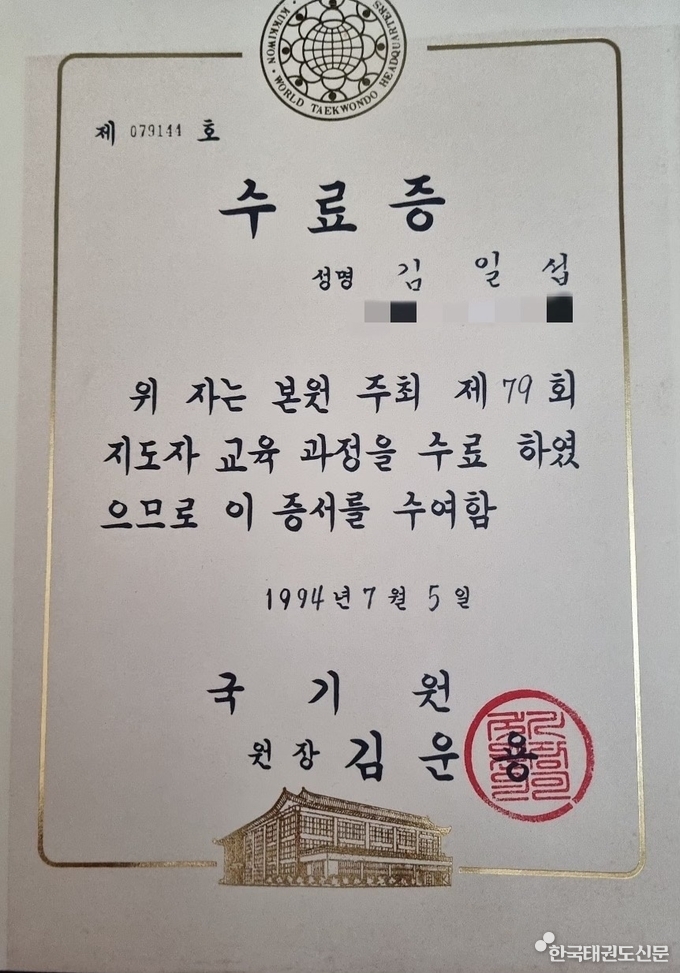 KUKKIWON · WORLD TAEKWONDO HEADQUARTERS
제 079144 호
수료증
성명 김 일 섭
위 자는 본원 주최 제 79 회
지도자 교육 과정을 수료 하였
으므로 이 증서를 수여함
1994년 7월 5일
국 기 원
원장 김 운 용
한국태권도신문